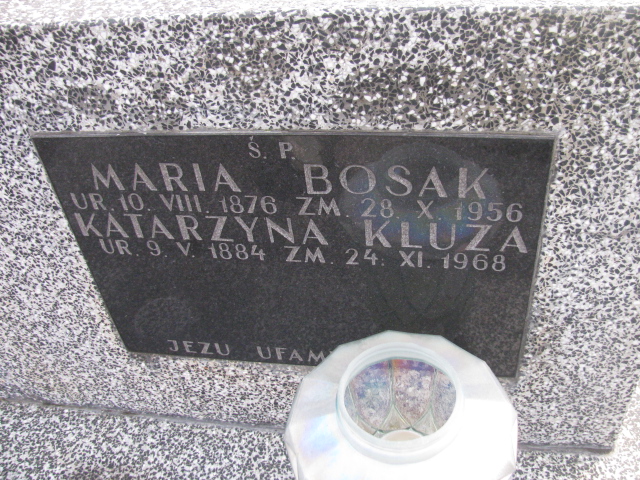 Ś. P.
MARIA BOSAK
UR. 10. VIII. 1876 ZM. 28. X. 1956
KATARZYNA KLUZA
UR. 9. V. 1884 ZM. 24. XI. 1968
JEZU UFAM